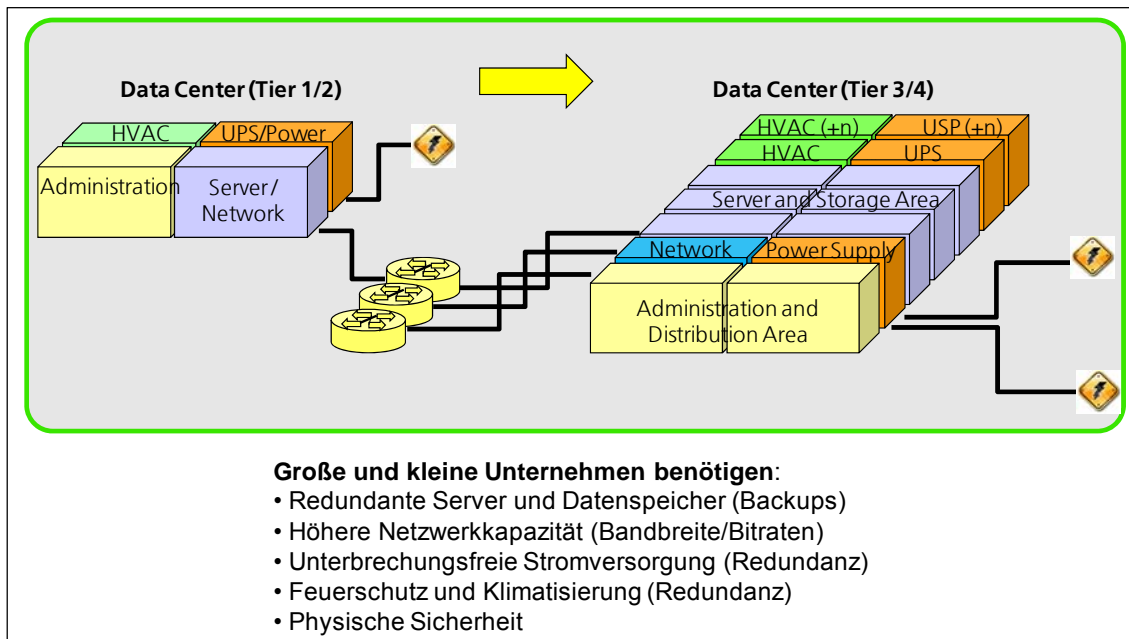 Data Center (Tier 1/2)
Data Center (Tier 3/4)
HVAC
UPS/Power
Administration
Server /
Network
HVAC (+n)
USP (+n)
HVAC
UPS
Server and Storage Area
Network
Power Supply
Administration and
Distribution Area
Große und kleine Unternehmen benötigen:
• Redundante Server und Datenspeicher (Backups)
• Höhere Netzwerkkapazität (Bandbreite/Bitraten)
• Unterbrechungsfreie Stromversorgung (Redundanz)
• Feuerschutz und Klimatisierung (Redundanz)
• Physische Sicherheit